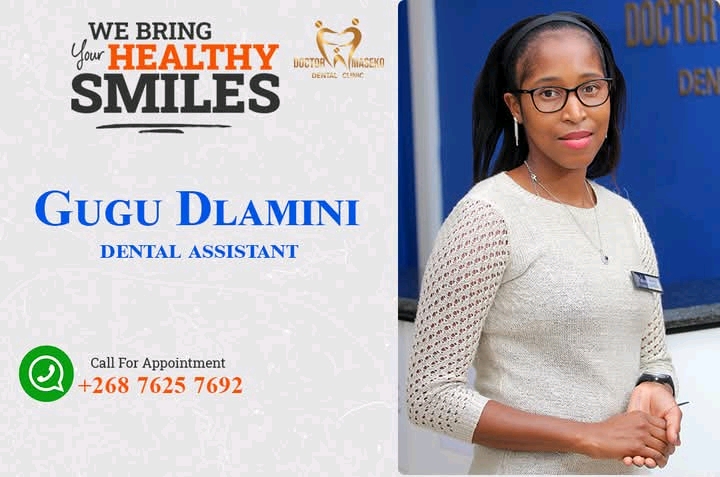 WE BRING
Your HEALTHY
SMILES
DOCTOR MASEKO
DENTAL CLINIC
GUGU DLAMINI
DENTAL ASSISTANT
Call For Appointment
+268 7625 7692
DOCTOR
DEN